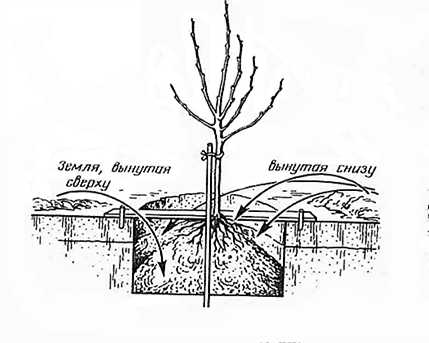 Земля, вынутая
сверху
вынутая снизу